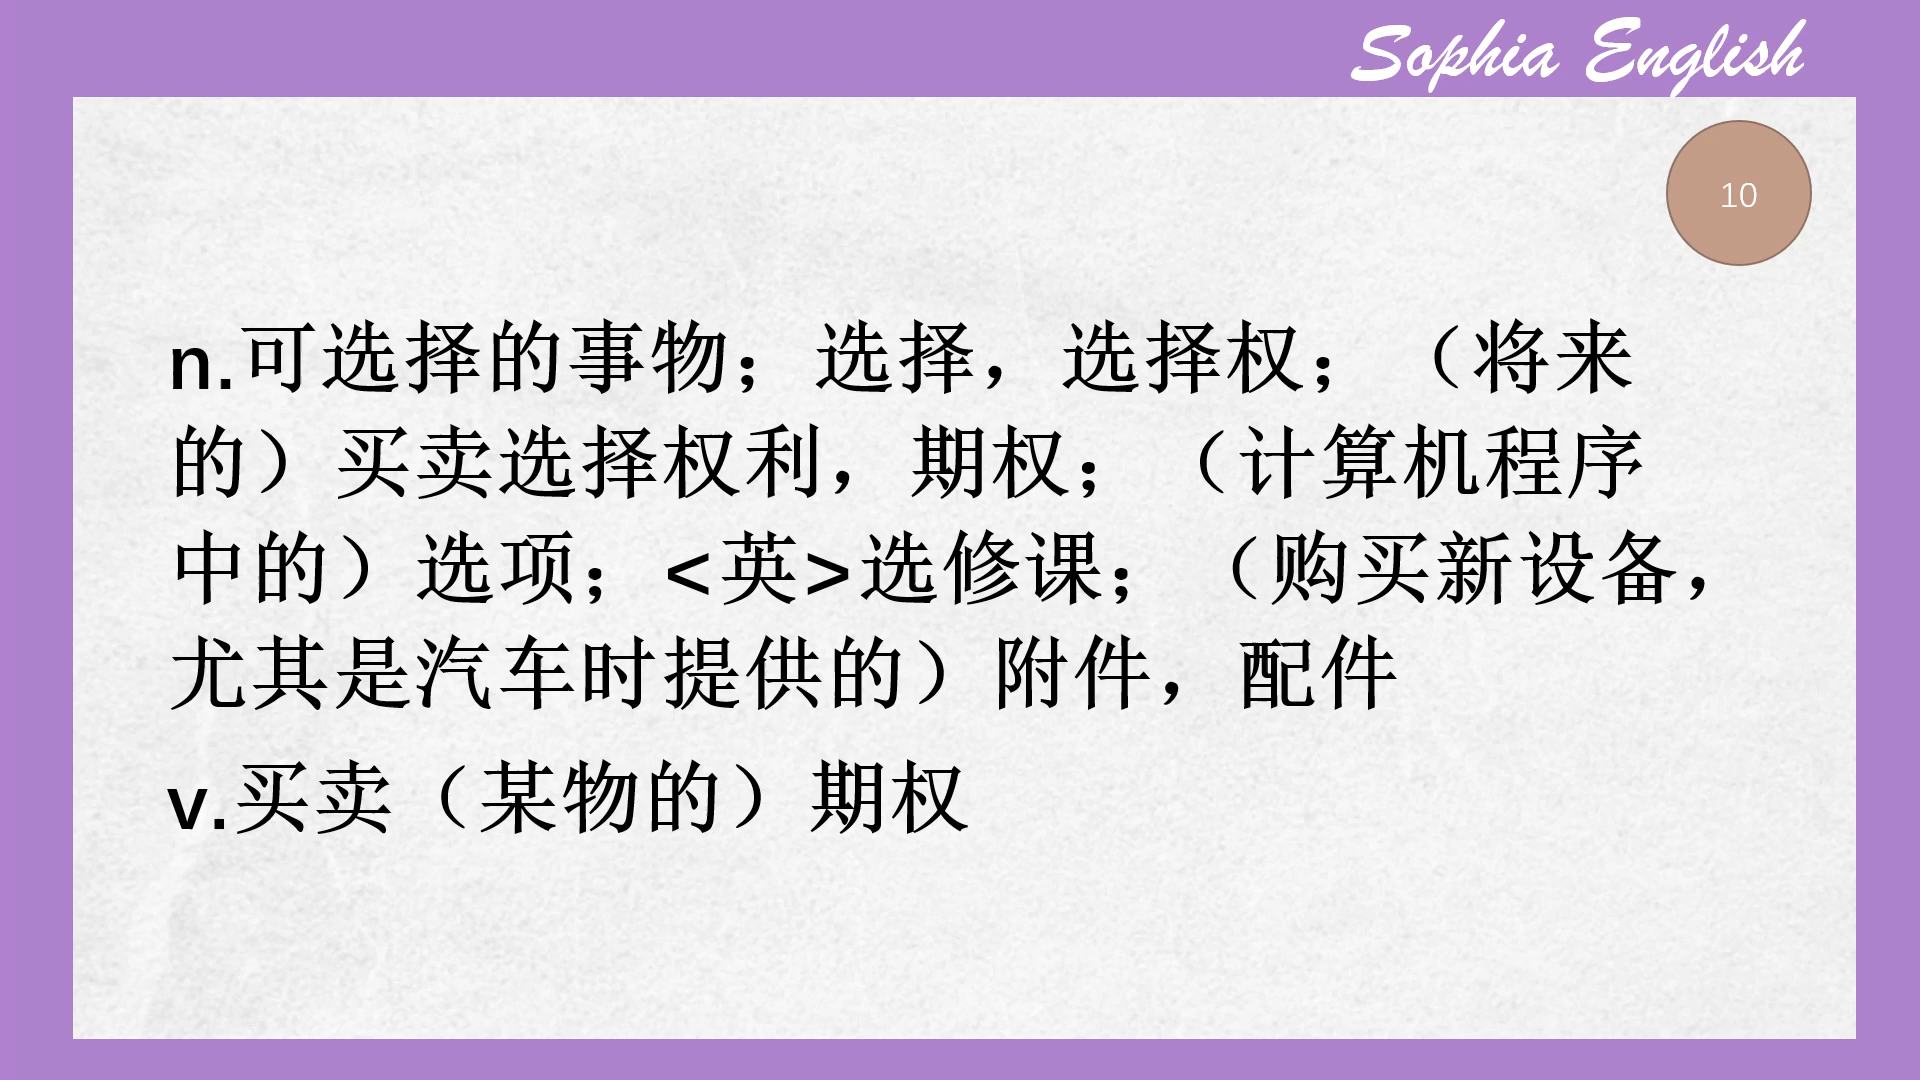 Sophia English
10
n.可选择的事物；选择，选择权；（将来
的）买卖选择权利，期权；（计算机程序
中的）选项；<英>选修课；（购买新设备，
尤其是汽车时提供的）附件，配件
v.买卖（某物的）期权